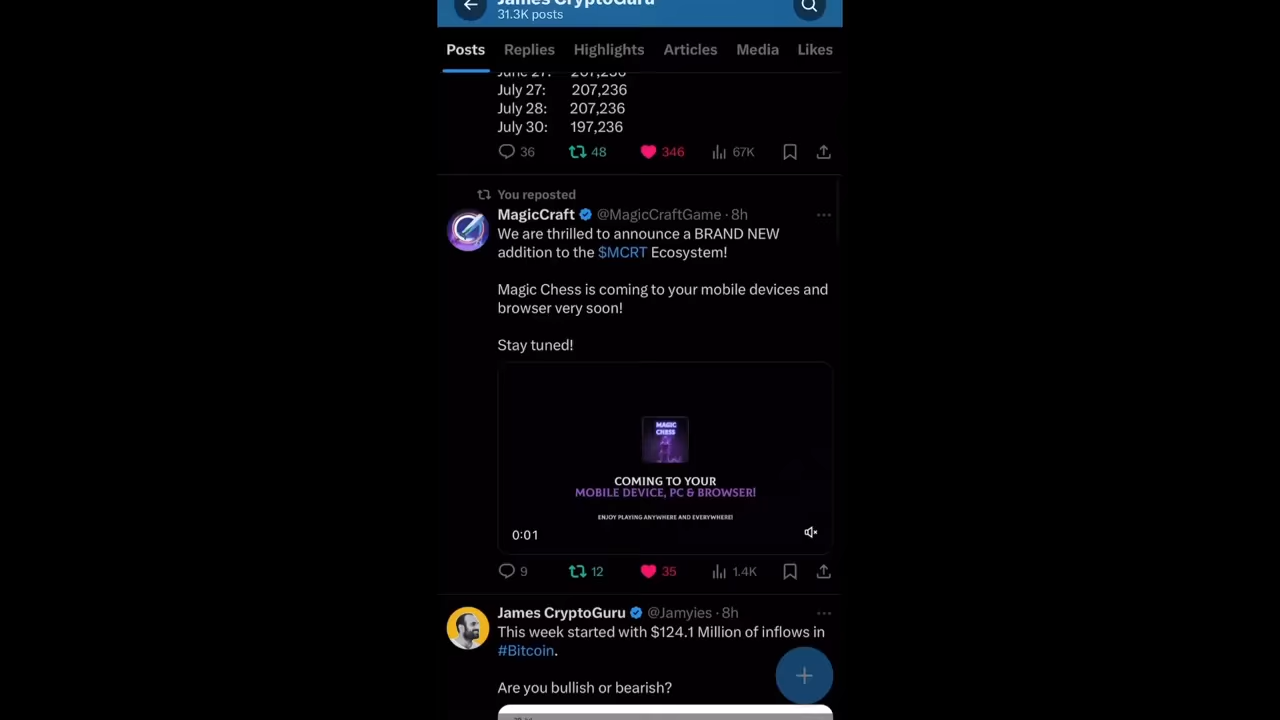 James CryptoGuru
31.3K posts
Posts Replies Highlights Articles Media Likes
June 27: 207,236
July 27: 207,236
July 28: 207,236
July 30: 197,236
36 48 346 67K
You reposted
MagicCraft @MagicCraftGame · 8h
We are thrilled to announce a BRAND NEW
addition to the $MCRT Ecosystem!
Magic Chess is coming to your mobile devices and
browser very soon!
Stay tuned!
MAGIC
CHESS
COMING TO YOUR
MOBILE DEVICE, PC & BROWSER!
ENJOY PLAYING ANYWHERE AND EVERYWHERE!
0:01
9 12 35 1.4K
James CryptoGuru @Jamyies · 8h
This week started with $124.1 Million of inflows in
#Bitcoin.
Are you bullish or bearish?